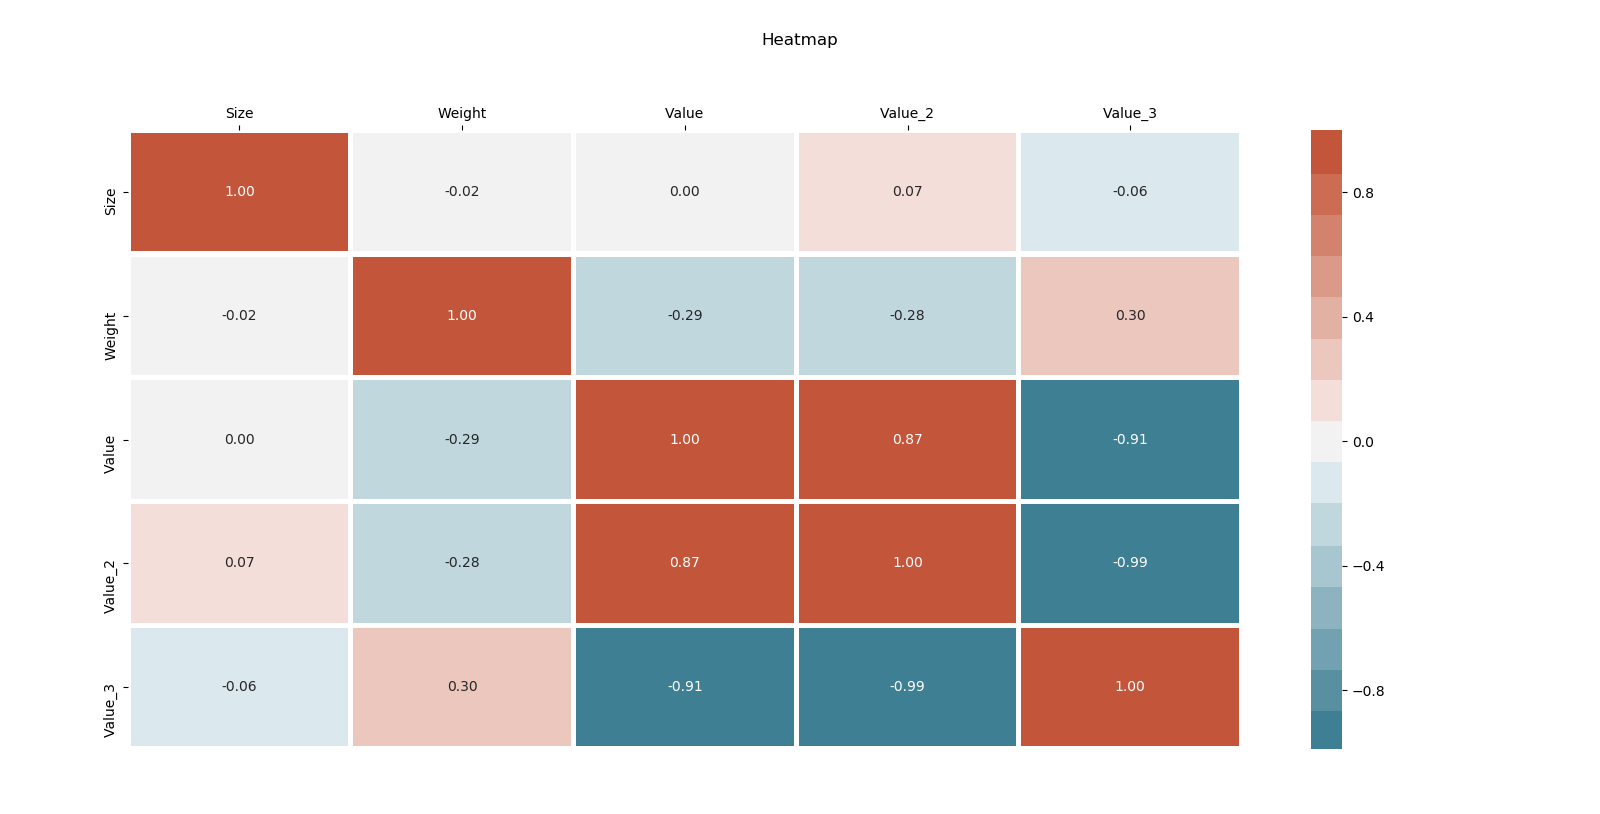 Heatmap
Size Weight Value Value_2 Value_3
Size 1.00 -0.02 0.00 0.07 -0.06 0.8
Weight -0.02 1.00 -0.29 -0.28 0.30 0.4
Value 0.00 -0.29 1.00 0.87 -0.91 0.0
Value_2 0.07 -0.28 0.87 1.00 -0.99 −0.4
Value_3 -0.06 0.30 -0.91 -0.99 1.00 −0.8